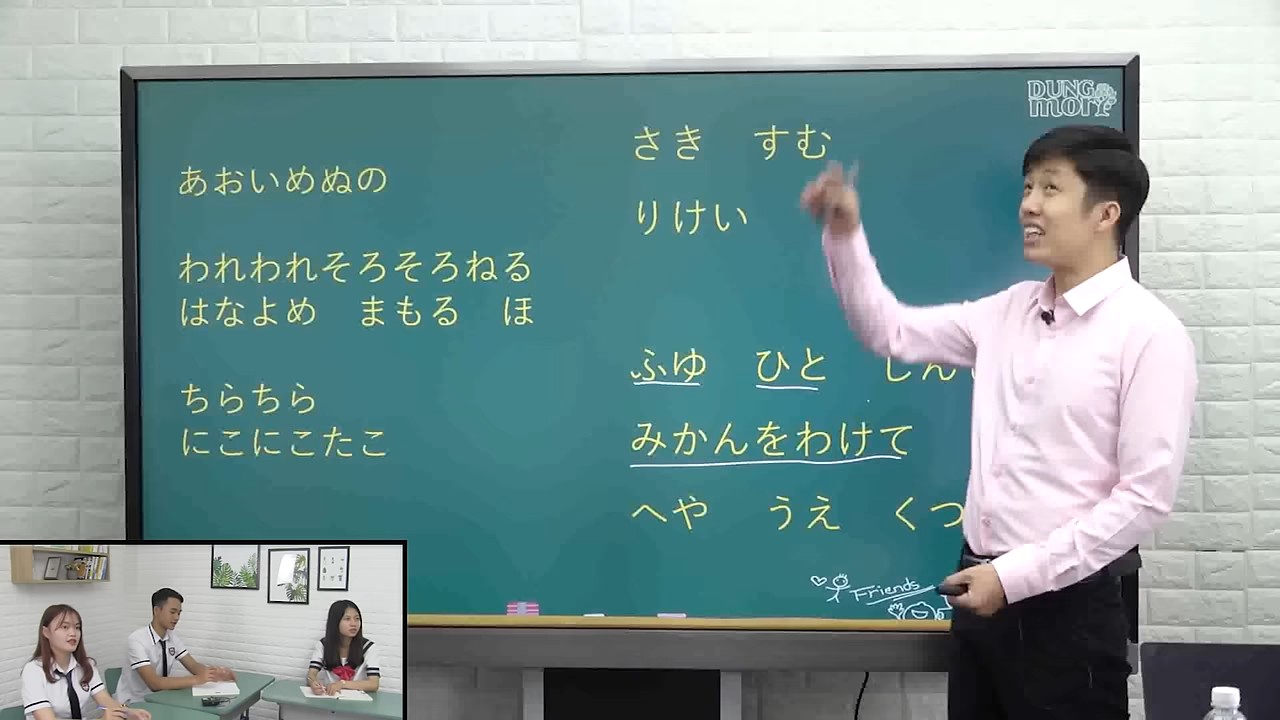 あおいめぬの
われわれそろそろねる
はなよめ　まもる　ほ
ちらちら
にこにこたこ
DUNG
mori
さき　すむ
りけい
ふゆ　ひと　しん
みかんをわけて
へや　うえ　くつ
Friends